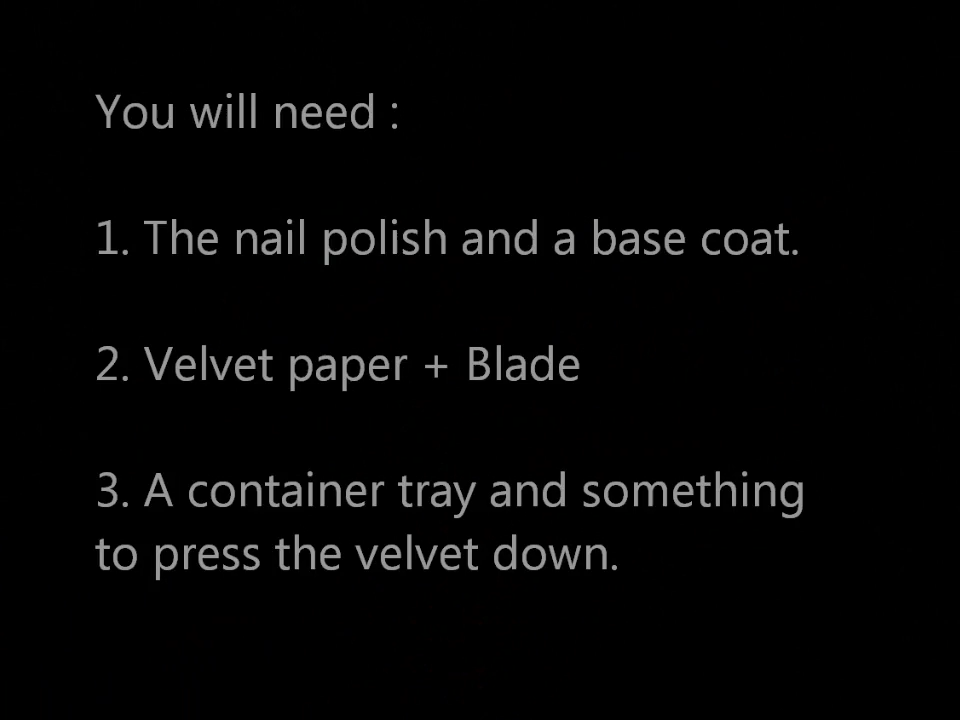 You will need :
1. The nail polish and a base coat.
2. Velvet paper + Blade
3. A container tray and something
to press the velvet down.